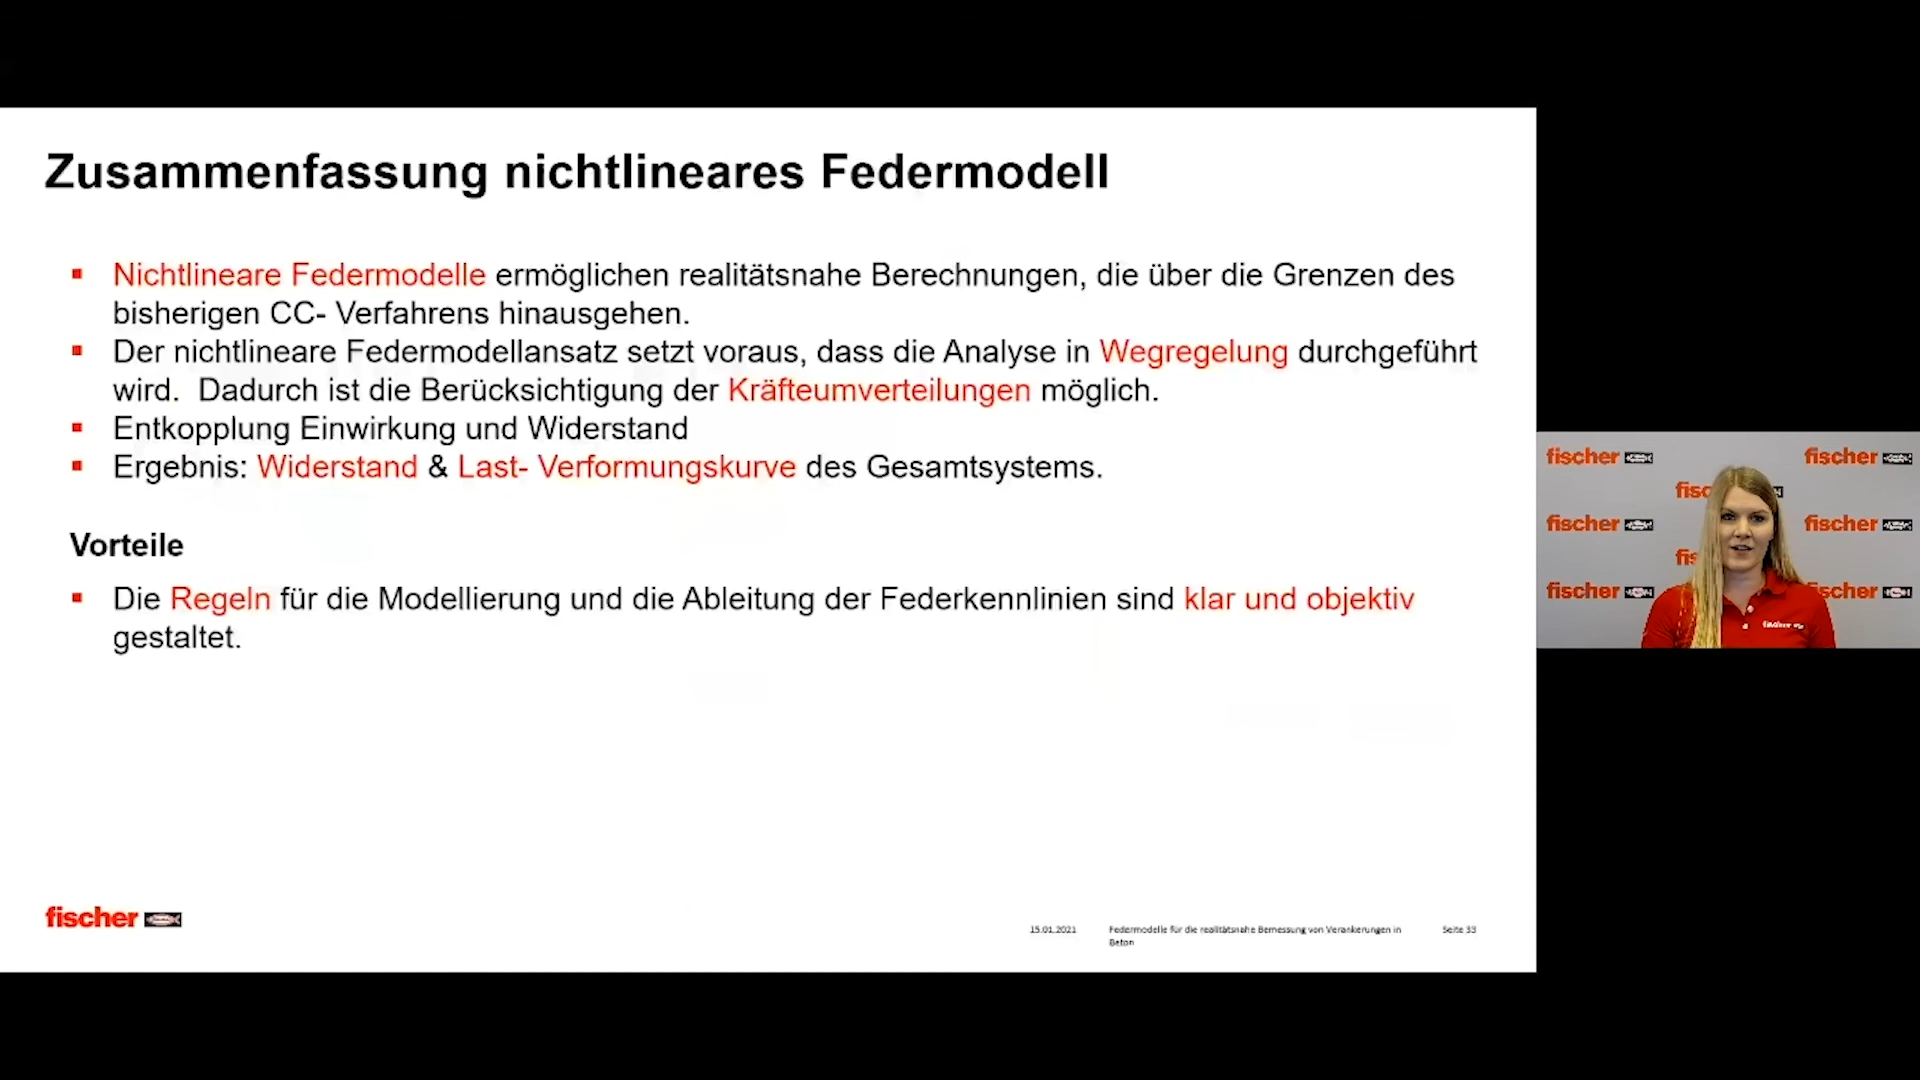 Zusammenfassung nichtlineares Federmodell
Nichtlineare Federmodelle ermöglichen realitätsnahe Berechnungen, die über die Grenzen des
bisherigen CC- Verfahrens hinausgehen.
Der nichtlineare Federmodellansatz setzt voraus, dass die Analyse in Wegregelung durchgeführt
wird. Dadurch ist die Berücksichtigung der Kräfteumverteilungen möglich.
Entkopplung Einwirkung und Widerstand
Ergebnis: Widerstand & Last- Verformungskurve des Gesamtsystems.
Vorteile
Die Regeln für die Modellierung und die Ableitung der Federkennlinien sind klar und objektiv
gestaltet.
fischer
15.01.2021
Federmodelle für die realitätsnahe Bemessung von Verankerungen in
Beton
Seite 33
fischer
fischer
fischer
fischer
fischer